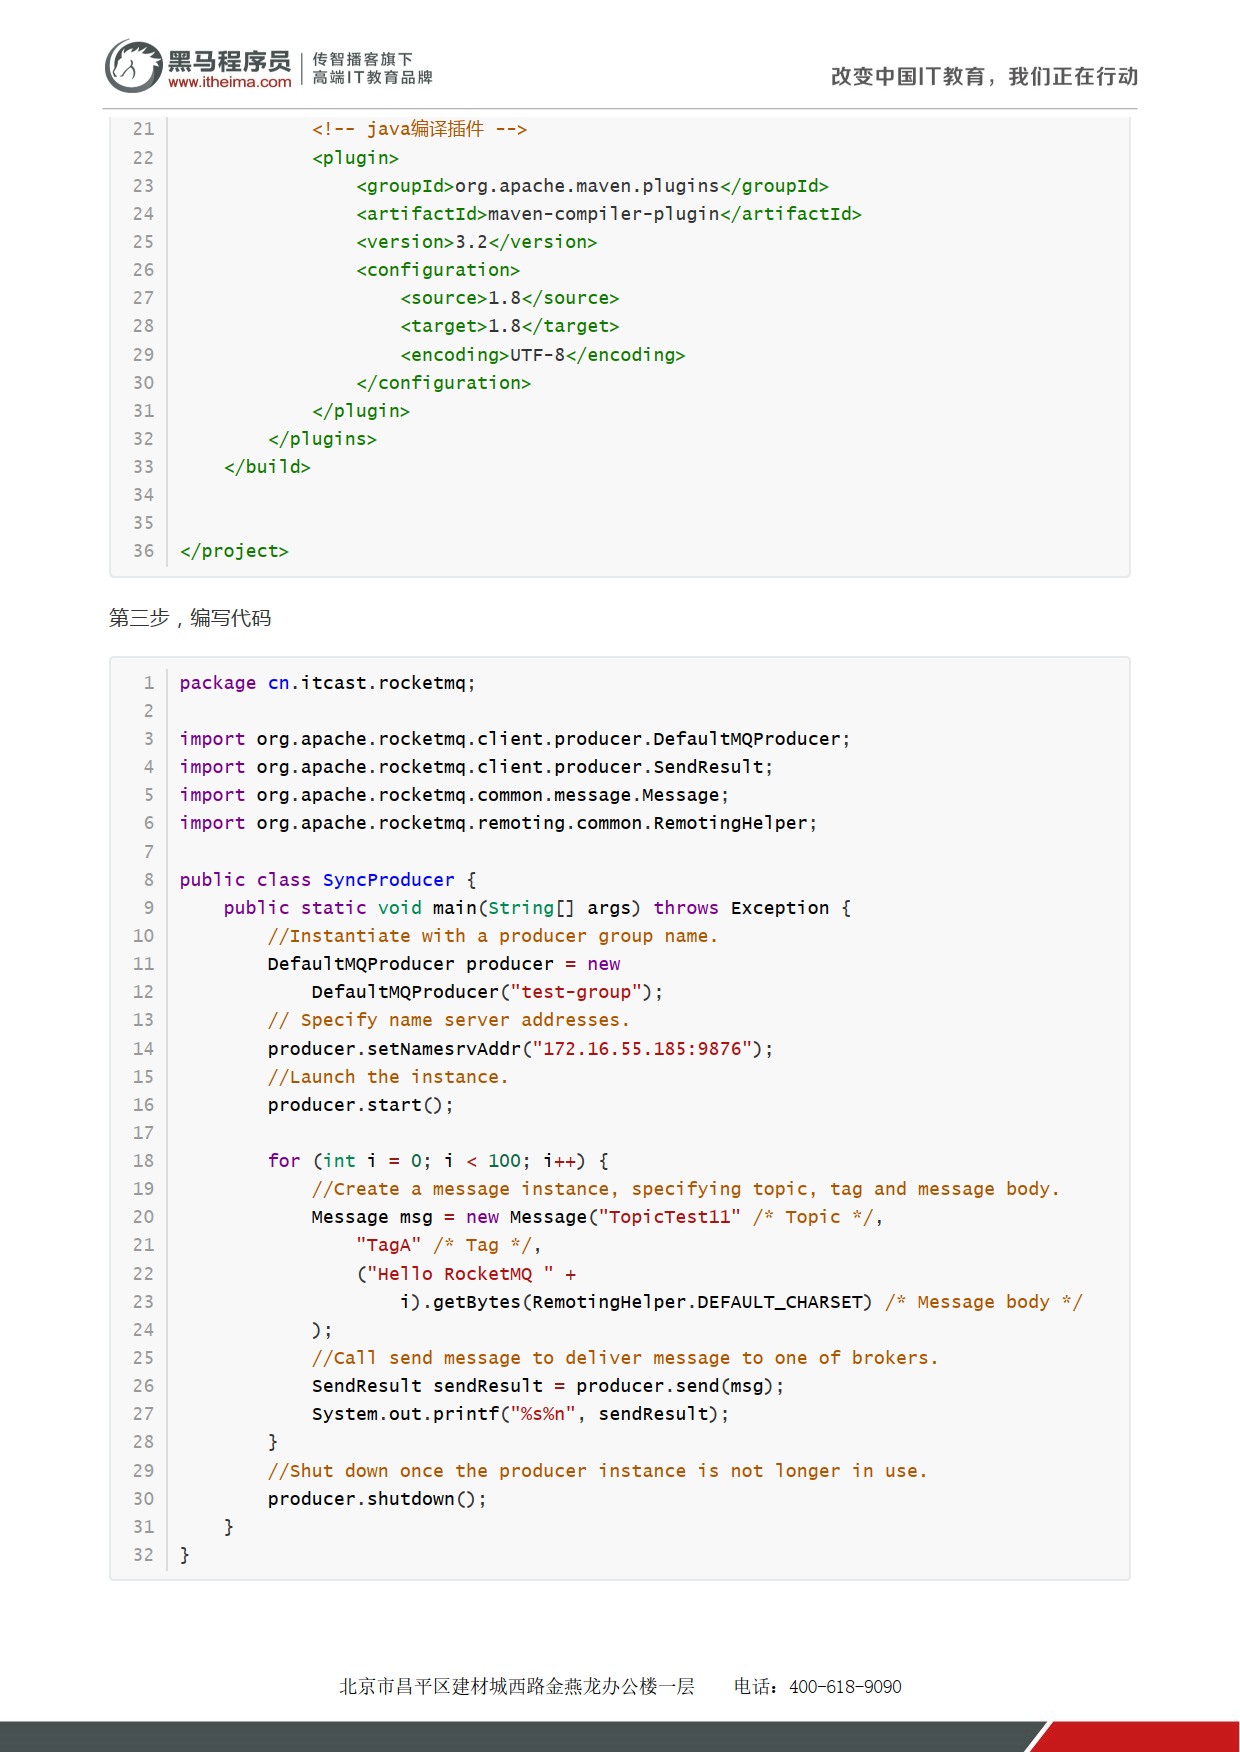 黑马程序员
www.itheima.com
传智播客旗下
高端IT教育品牌
改变中国IT教育，我们正在行动
21             <!-- java编译插件 -->
22             <plugin>
23                 <groupId>org.apache.maven.plugins</groupId>
24                 <artifactId>maven-compiler-plugin</artifactId>
25                 <version>3.2</version>
26                 <configuration>
27                     <source>1.8</source>
28                     <target>1.8</target>
29                     <encoding>UTF-8</encoding>
30                 </configuration>
31             </plugin>
32         </plugins>
33     </build>
34
35
36 </project>
第三步，编写代码
1 package cn.itcast.rocketmq;
2
3 import org.apache.rocketmq.client.producer.DefaultMQProducer;
4 import org.apache.rocketmq.client.producer.SendResult;
5 import org.apache.rocketmq.common.message.Message;
6 import org.apache.rocketmq.remoting.common.RemotingHelper;
7
8 public class SyncProducer {
9     public static void main(String[] args) throws Exception {
10         //Instantiate with a producer group name.
11         DefaultMQProducer producer = new
12             DefaultMQProducer("test-group");
13         // Specify name server addresses.
14         producer.setNamesrvAddr("172.16.55.185:9876");
15         //Launch the instance.
16         producer.start();
17
18         for (int i = 0; i < 100; i++) {
19             //Create a message instance, specifying topic, tag and message body.
20             Message msg = new Message("TopicTest11" /* Topic */,
21                 "TagA" /* Tag */,
22                 ("Hello RocketMQ " +
23                     i).getBytes(RemotingHelper.DEFAULT_CHARSET) /* Message body */
24             );
25             //Call send message to deliver message to one of brokers.
26             SendResult sendResult = producer.send(msg);
27             System.out.printf("%s%n", sendResult);
28         }
29         //Shut down once the producer instance is not longer in use.
30         producer.shutdown();
31     }
32 }
北京市昌平区建材城西路金燕龙办公楼一层 电话：400-618-9090